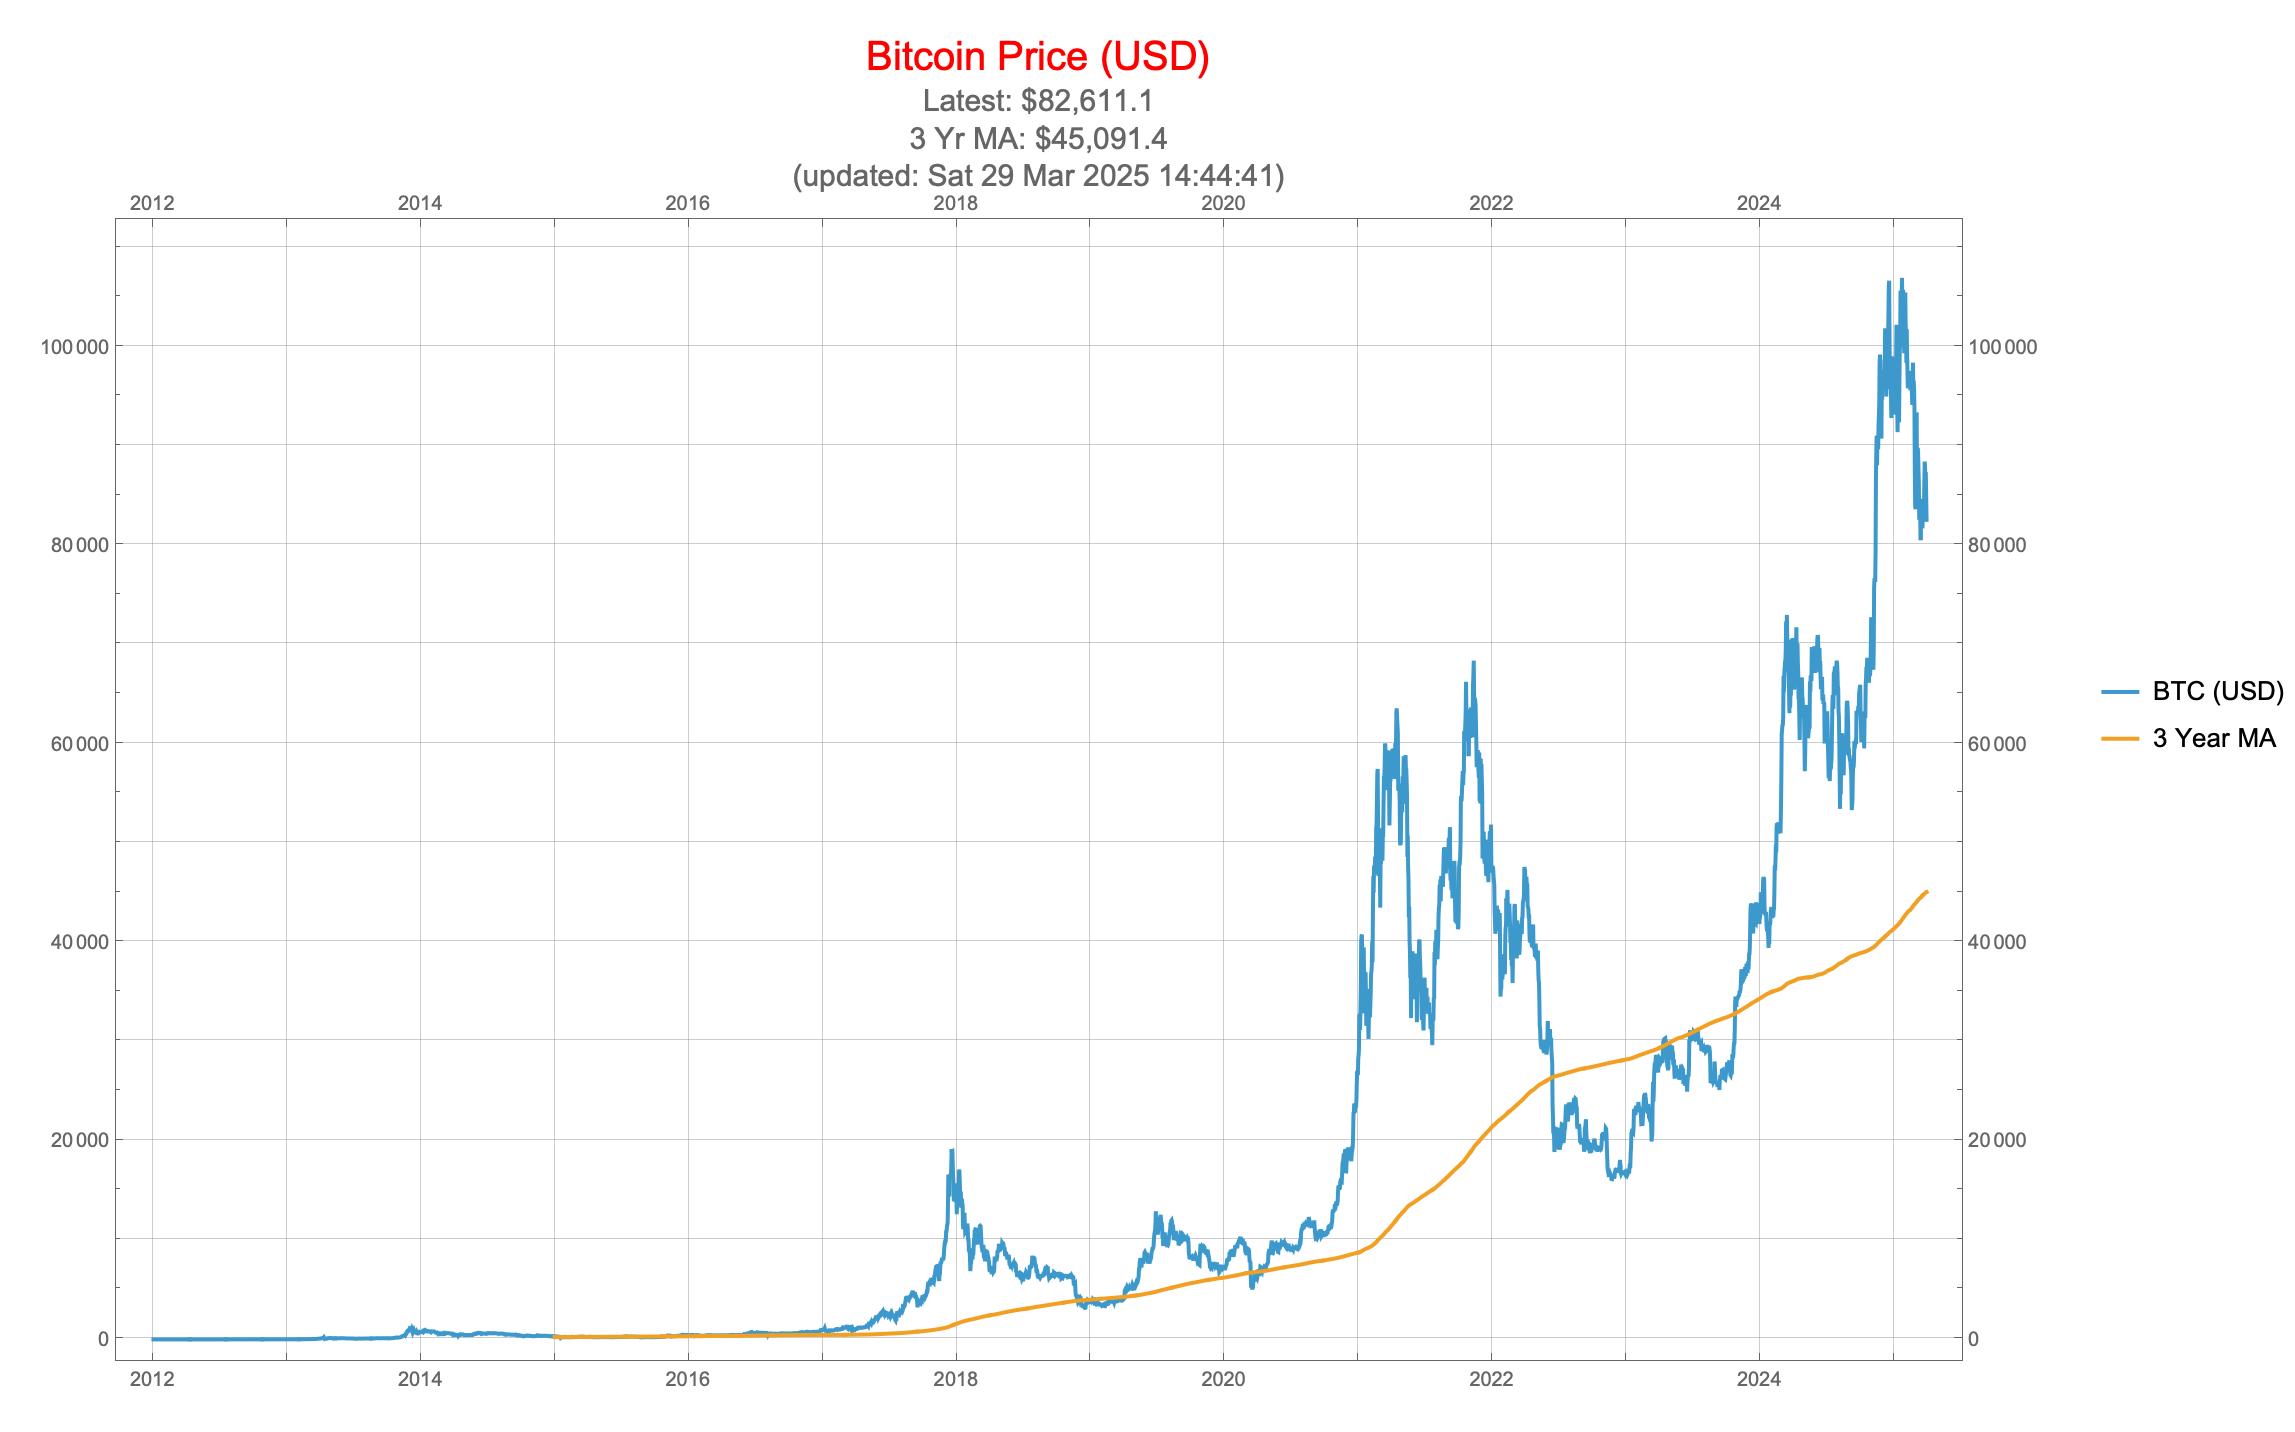 Bitcoin Price (USD)
Latest: $82,611.1
3 Yr MA: $45,091.4
(updated: Sat 29 Mar 2025 14:44:41)
2012 2014 2016 2018 2020 2022 2024
100 000 100 000
80 000 80 000
BTC (USD)
3 Year MA
60 000 60 000
40 000 40 000
20 000 20 000
0 0
2012 2014 2016 2018 2020 2022 2024